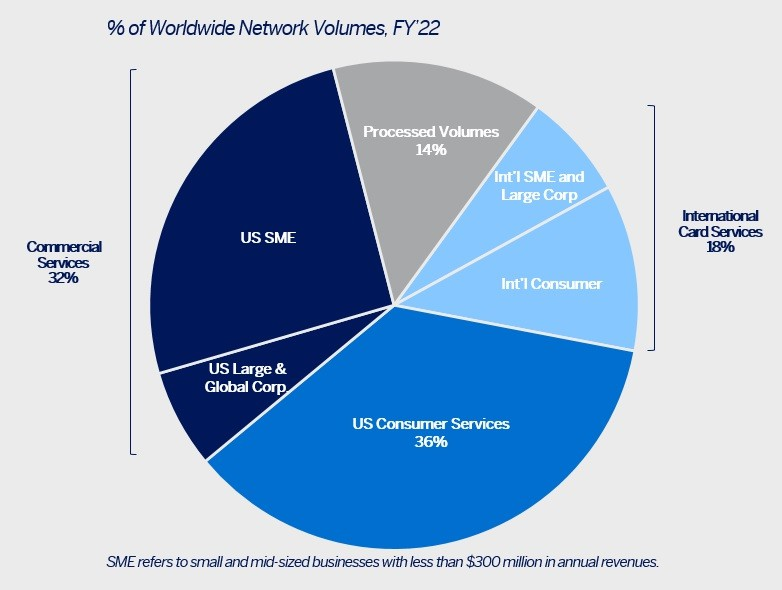 % of Worldwide Network Volumes, FY'22
Processed Volumes
14%
Int'l SME and
Large Corp
International
Card Services
18%
Int'l Consumer
US SME
Commercial
Services
32%
US Large &
Global Corp.
US Consumer Services
36%
SME refers to small and mid-sized businesses with less than $300 million in annual revenues.